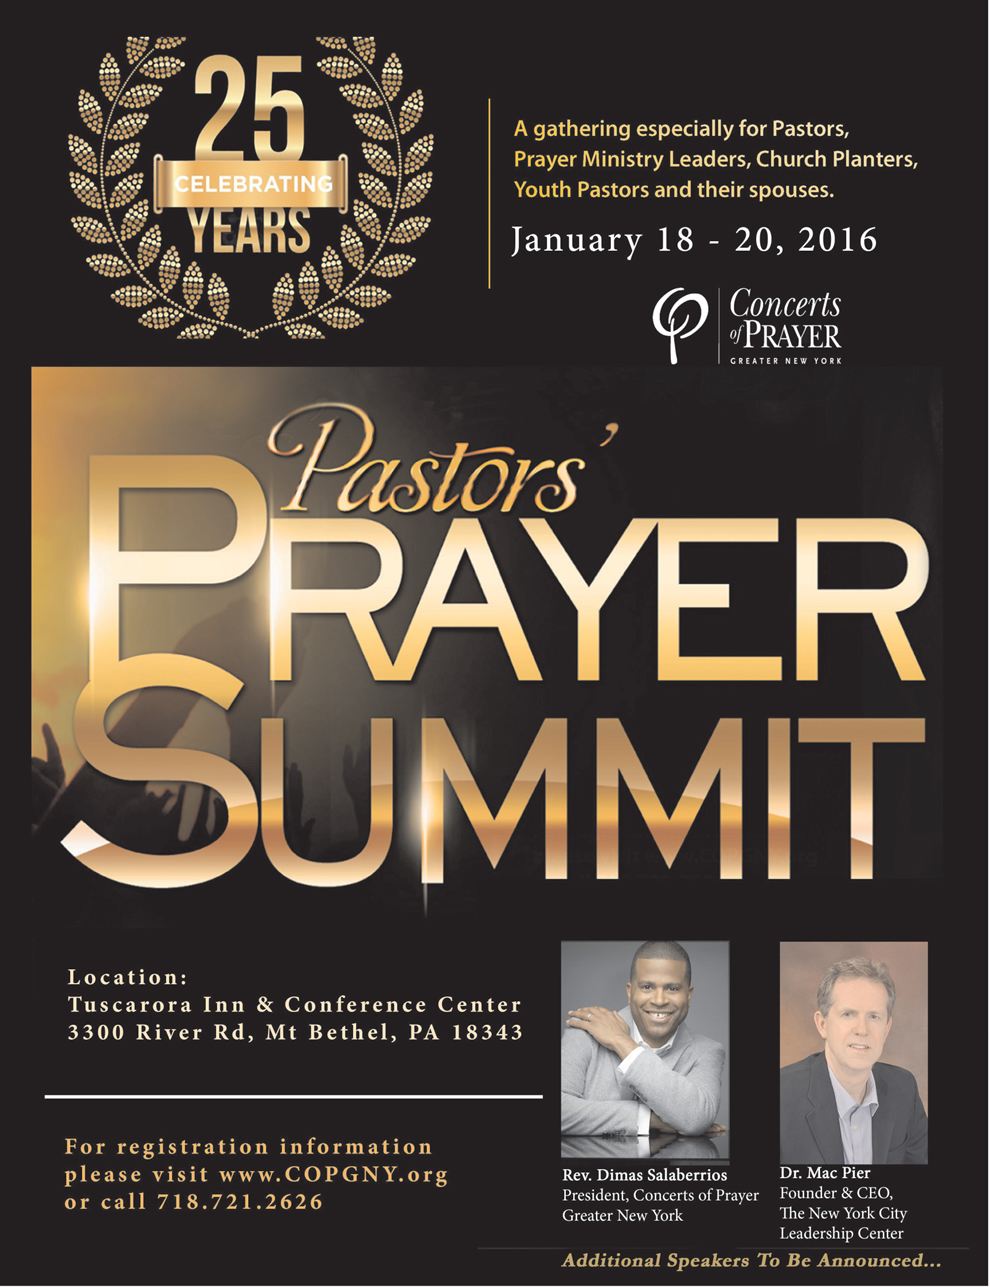 25
CELEBRATING
YEARS
A gathering especially for Pastors,
Prayer Ministry Leaders, Church Planters,
Youth Pastors and their spouses.
January 18 - 20, 2016
Concerts
of PRAYER
GREATER NEW YORK
Pastors’
PRAYER
SUMMIT
Location:
Tuscarora Inn & Conference Center
3300 River Rd, Mt Bethel, PA 18343
For registration information
please visit www.COPGNY.org
or call 718.721.2626
Rev. Dimas Salaberrios
President, Concerts of Prayer
Greater New York
Dr. Mac Pier
Founder & CEO,
The New York City
Leadership Center
Additional Speakers To Be Announced...